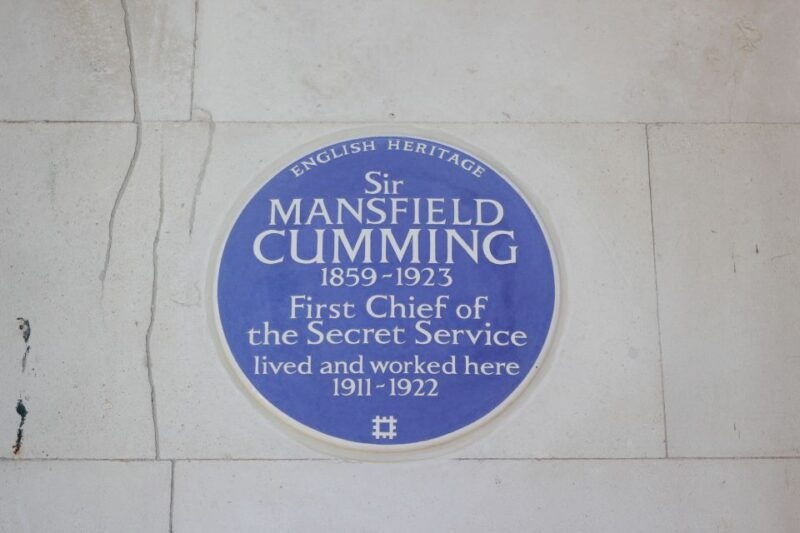 ENGLISH HERITAGE
Sir
MANSFIELD
CUMMING
1859-1923
First Chief of
the Secret Service
lived and worked here
1911-1922